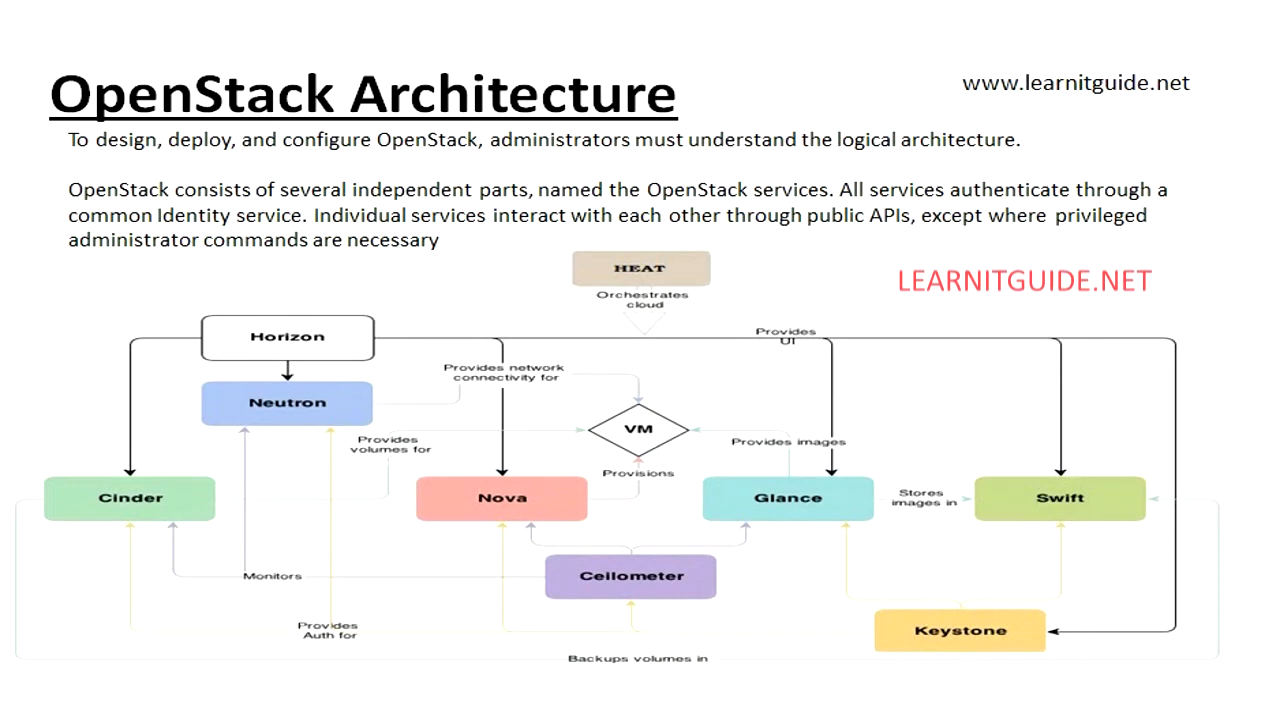 OpenStack Architecture
www.learnitguide.net
To design, deploy, and configure OpenStack, administrators must understand the logical architecture.
OpenStack consists of several independent parts, named the OpenStack services. All services authenticate through a
common Identity service. Individual services interact with each other through public APIs, except where privileged
administrator commands are necessary
HEAT
LEARNITGUIDE.NET
Orchestrates
cloud
Horizon
Provides
UI
Provides network
connectivity for
Neutron
VM
Provides
volumes for
Provides images
Provisions
Cinder
Nova
Glance
Stores
images in
Swift
Ceilometer
Monitors
Provides
Auth for
Keystone
Backups volumes in